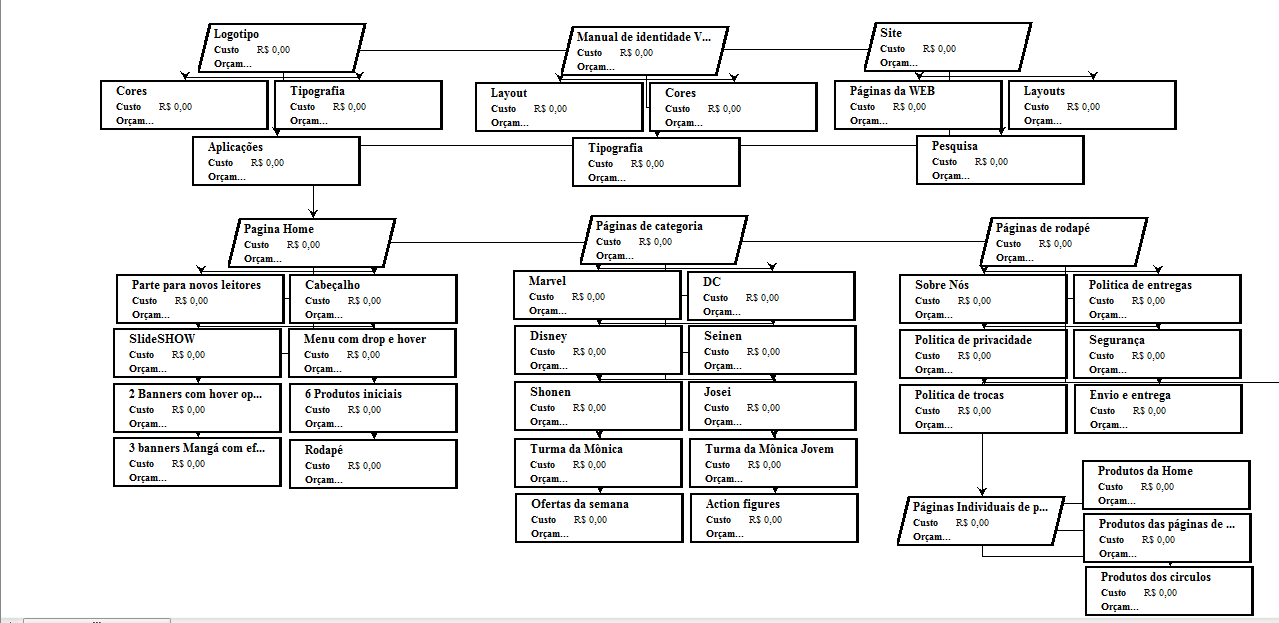 Logotipo
Custo R$ 0,00
Orçam...
Manual de identidade V...
Custo R$ 0,00
Orçam...
Site
Custo R$ 0,00
Orçam...
Cores
Custo R$ 0,00
Orçam...
Tipografia
Custo R$ 0,00
Orçam...
Layout
Custo R$ 0,00
Orçam...
Cores
Custo R$ 0,00
Orçam...
Páginas da WEB
Custo R$ 0,00
Orçam...
Layouts
Custo R$ 0,00
Orçam...
Aplicações
Custo R$ 0,00
Orçam...
Tipografia
Custo R$ 0,00
Orçam...
Pesquisa
Custo R$ 0,00
Orçam...
Pagina Home
Custo R$ 0,00
Orçam...
Páginas de categoria
Custo R$ 0,00
Orçam...
Páginas de rodapé
Custo R$ 0,00
Orçam...
Parte para novos leitores
Custo R$ 0,00
Orçam...
Cabeçalho
Custo R$ 0,00
Orçam...
Marvel
Custo R$ 0,00
Orçam...
DC
Custo R$ 0,00
Orçam...
Sobre Nós
Custo R$ 0,00
Orçam...
Politica de entregas
Custo R$ 0,00
Orçam...
SlideSHOW
Custo R$ 0,00
Orçam...
Menu com drop e hover
Custo R$ 0,00
Orçam...
Disney
Custo R$ 0,00
Orçam...
Seinen
Custo R$ 0,00
Orçam...
Politica de privacidade
Custo R$ 0,00
Orçam...
Segurança
Custo R$ 0,00
Orçam...
2 Banners com hover op...
Custo R$ 0,00
Orçam...
6 Produtos iniciais
Custo R$ 0,00
Orçam...
Shonen
Custo R$ 0,00
Orçam...
Josei
Custo R$ 0,00
Orçam...
Politica de trocas
Custo R$ 0,00
Orçam...
Envio e entrega
Custo R$ 0,00
Orçam...
3 banners Mangá com ef...
Custo R$ 0,00
Orçam...
Rodapé
Custo R$ 0,00
Orçam...
Turma da Mônica
Custo R$ 0,00
Orçam...
Turma da Mônica Jovem
Custo R$ 0,00
Orçam...
Ofertas da semana
Custo R$ 0,00
Orçam...
Action figures
Custo R$ 0,00
Orçam...
Páginas Individuais de p...
Custo R$ 0,00
Orçam...
Produtos da Home
Custo R$ 0,00
Orçam...
Produtos das páginas de ...
Custo R$ 0,00
Orçam...
Produtos dos circulos
Custo R$ 0,00
Orçam...